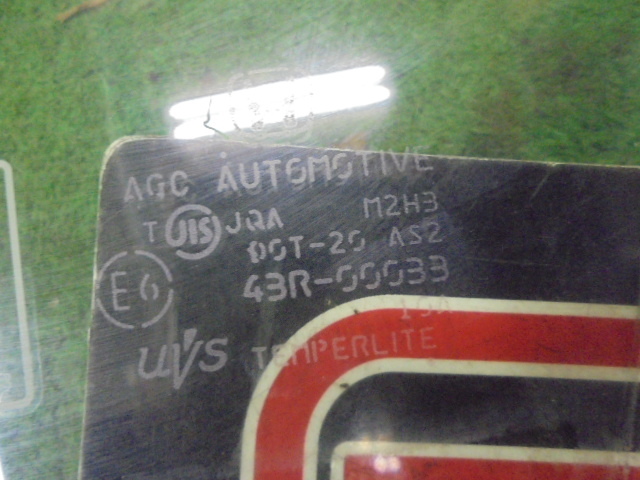 AGC AUTOMOTIVE
T JIS JQA M2H3
DOT-20 AS2
E6 43R-00033
UVS TEMPERLITE